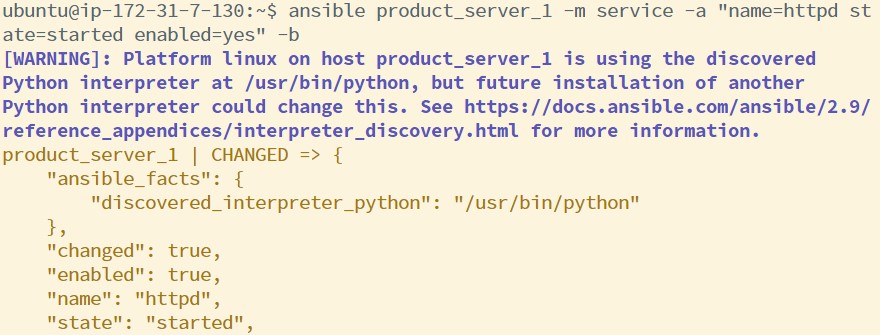 ubuntu@ip-172-31-7-130:~$ ansible product_server_1 -m service -a "name=httpd st
ate=started enabled=yes" -b
[WARNING]: Platform linux on host product_server_1 is using the discovered
Python interpreter at /usr/bin/python, but future installation of another
Python interpreter could change this. See https://docs.ansible.com/ansible/2.9/
reference_appendices/interpreter_discovery.html for more information.
product_server_1 | CHANGED => {
    "ansible_facts": {
        "discovered_interpreter_python": "/usr/bin/python"
    },
    "changed": true,
    "enabled": true,
    "name": "httpd",
    "state": "started",